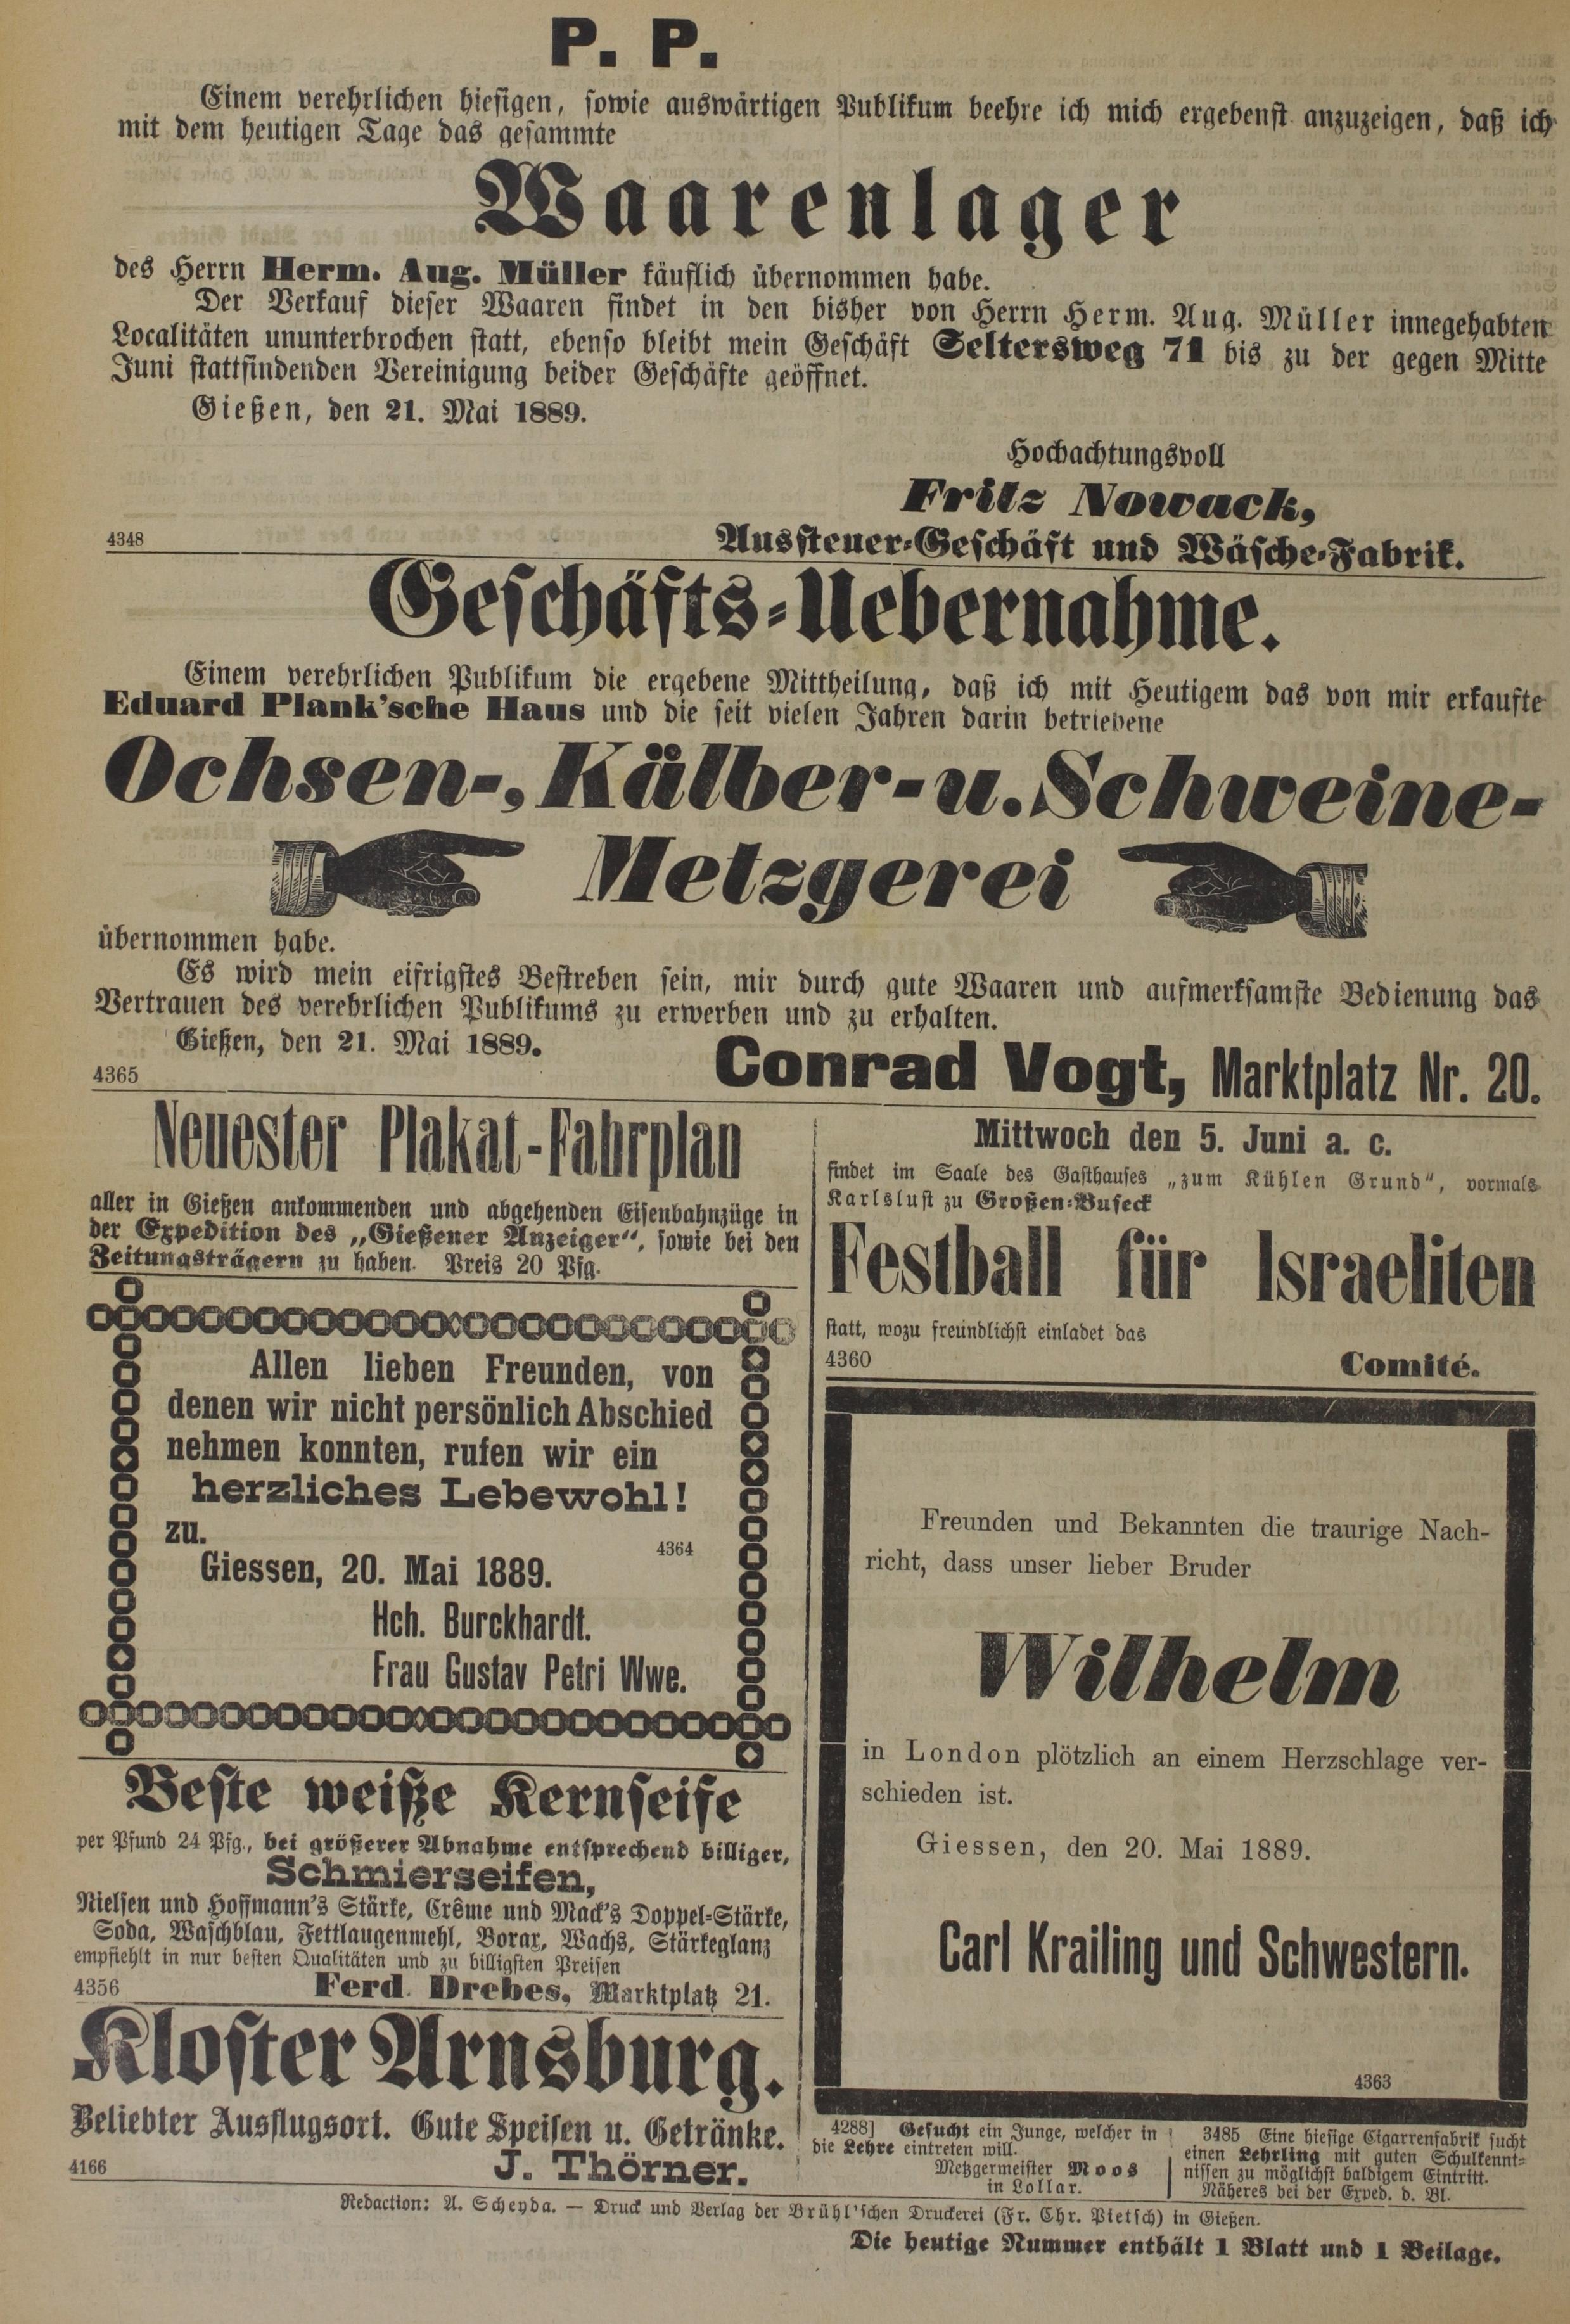 P. P.
Einem verehrlichen hiesigen, sowie auswärtigen Publikum beehre ich mich ergebenst anzuzeigen, daß ich
mit dem heutigen Tage das gesammte
Waarenlager
des Herrn Herm. Aug. Müller käuflich übernommen habe.
Der Verkauf dieser Waaren findet in den bisher von Herrn Herm. Aug. Müller innegehabten
Localitäten ununterbrochen statt, ebenso bleibt mein Geschäft Seltersweg 71 bis zu der gegen Mitte
Juni stattfindenden Vereinigung beider Geschäfte geöffnet.
Gießen, den 21. Mai 1889.
Hochachtungsvoll
Fritz Nowack,
4348 Aussteuer-Geschäft und Wäsche-Fabrik.
Geschäfts-Uebernahme.
Einem verehrlichen Publikum die ergebene Mittheilung, daß ich mit Heutigem das von mir erkaufte
Eduard Plank'sche Haus und die seit vielen Jahren darin betriebene
Ochsen-, Kälber- u. Schweine-
Metzgerei
übernommen habe.
Es wird mein eifrigstes Bestreben sein, mir durch gute Waaren und aufmerksamste Bedienung das
Vertrauen des verehrlichen Publikums zu erwerben und zu erhalten.
Gießen, den 21. Mai 1889.
4365 Conrad Vogt, Marktplatz Nr. 20.
Neuester Plakat-Fahrplan
aller in Gießen ankommenden und abgehenden Eisenbahnzüge in
der Expedition des „Gießener Anzeiger“, sowie bei den
Zeitungsträgern zu haben. Preis 20 Pfg.
Allen lieben Freunden, von
denen wir nicht persönlich Abschied
nehmen konnten, rufen wir ein
herzliches Lebewohl!
zu. 4364
Giessen, 20. Mai 1889.
Hch. Burckhardt.
Frau Gustav Petri Wwe.
Beste weiße Kernseife
per Pfund 24 Pfg., bei größerer Abnahme entsprechend billiger,
Schmierseifen,
Nielsen und Hoffmann's Stärke, Crême und Mack's Doppel-Stärke,
Soda, Waschblau, Fettlaugenmehl, Borax, Wachs, Stärkeglanz
empfiehlt in nur besten Qualitäten und zu billigsten Preisen
4356 Ferd. Drebes, Marktplatz 21.
Kloster Arnsburg.
Beliebter Ausflugsort. Gute Speisen u. Getränke.
4166 J. Thörner.
Mittwoch den 5. Juni a. c.
findet im Saale des Gasthauses „zum Kühlen Grund“, vormals
Karlslust zu Großen-Buseck
Festball für Israeliten
statt, wozu freundlichst einladet das
4360 Comité.
Freunden und Bekannten die traurige Nach-
richt, dass unser lieber Bruder
Wilhelm
in London plötzlich an einem Herzschlage ver-
schieden ist.
Giessen, den 20. Mai 1889.
Carl Krailing und Schwestern.
4363
4288] Gesucht ein Junge, welcher in
die Lehre eintreten will.
Metzgermeister Moos
in Lollar.
3485 Eine hiesige Cigarrenfabrik sucht
einen Lehrling mit guten Schulkennt-
nissen zu möglichst baldigem Eintritt.
Näheres bei der Exped. d. Bl.
Redaction: A. Scheyda. — Druck und Verlag der Brühl'schen Druckerei (Fr. Chr. Pietsch) in Gießen.
Die heutige Nummer enthält 1 Blatt und 1 Beilage.